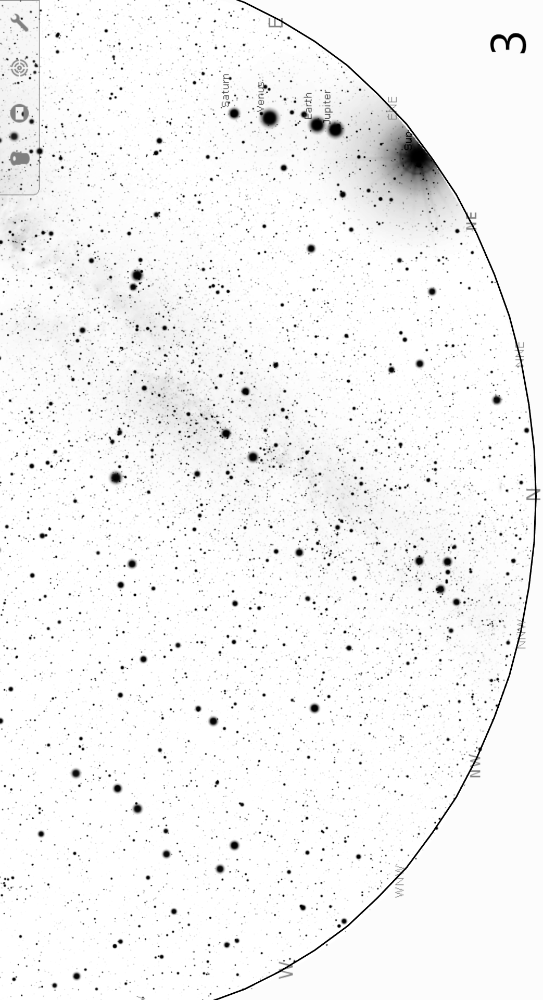 3
E
Saturn
Venus
Earth
Jupiter
ENE
Sun
NE
NNE
N
NNW
NW
WNW
W